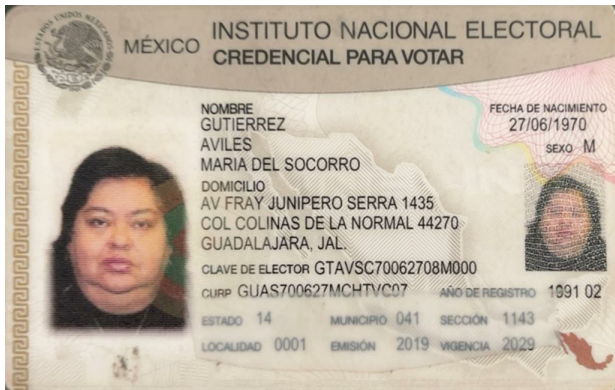 MÉXICO
INSTITUTO NACIONAL ELECTORAL
CREDENCIAL PARA VOTAR
NOMBRE
GUTIERREZ
AVILES
MARIA DEL SOCORRO
FECHA DE NACIMIENTO
27/06/1970
SEXO M
DOMICILIO
AV FRAY JUNIPERO SERRA 1435
COL COLINAS DE LA NORMAL 44270
GUADALAJARA, JAL.
CLAVE DE ELECTOR GTAVSC70062708M000
CURP GUAS700627MCHTVC07 AÑO DE REGISTRO 1991 02
ESTADO 14 MUNICIPIO 041 SECCIÓN 1143
LOCALIDAD 0001 EMISIÓN 2019 VIGENCIA 2029